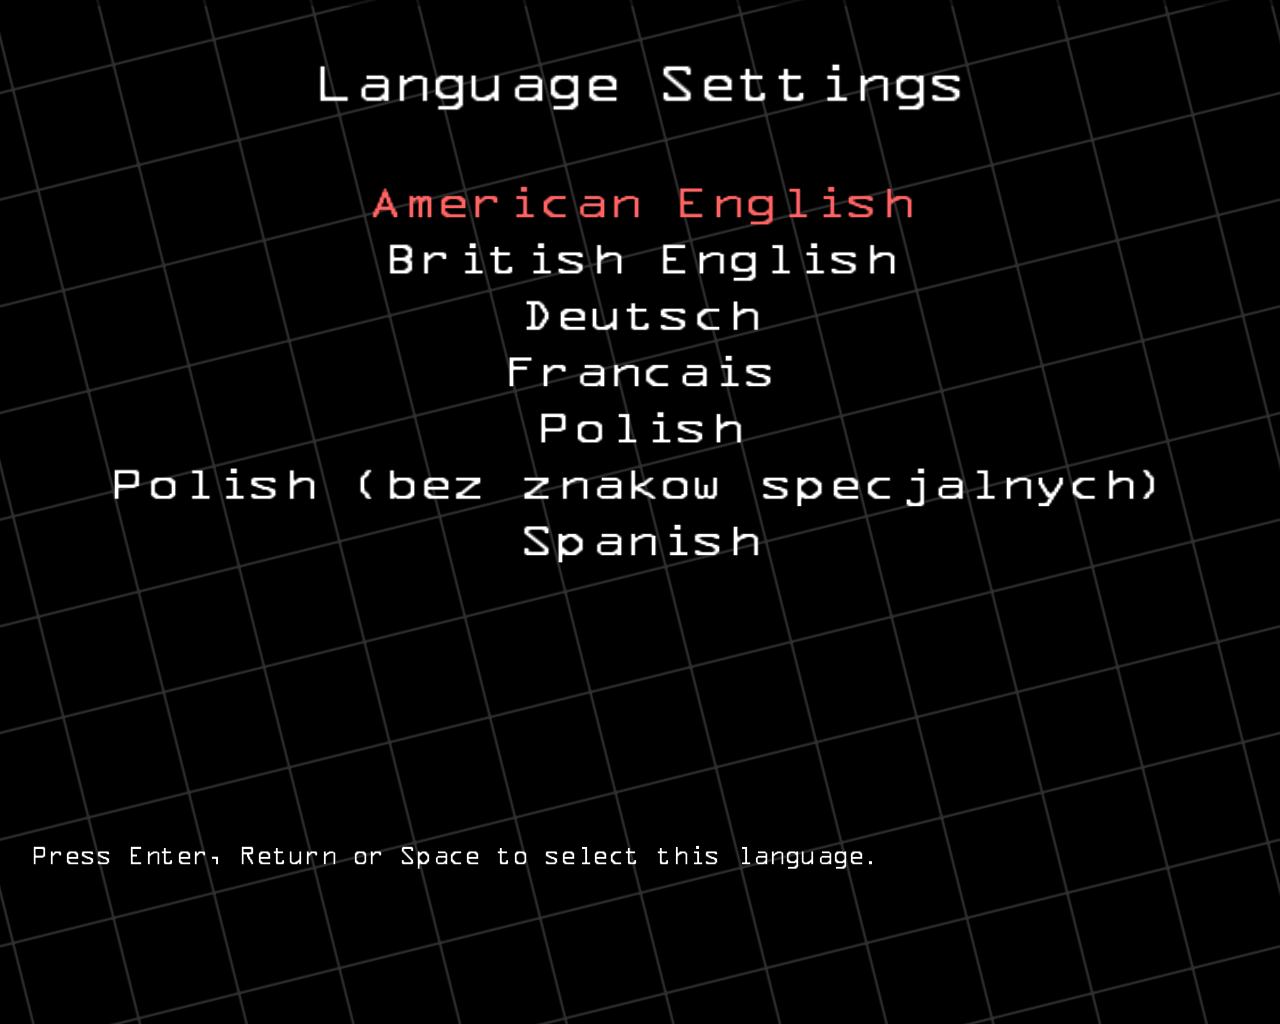 Language Settings
American English
British English
Deutsch
Francais
Polish
Polish (bez znakow specjalnych)
Spanish
Press Enter, Return or Space to select this language.